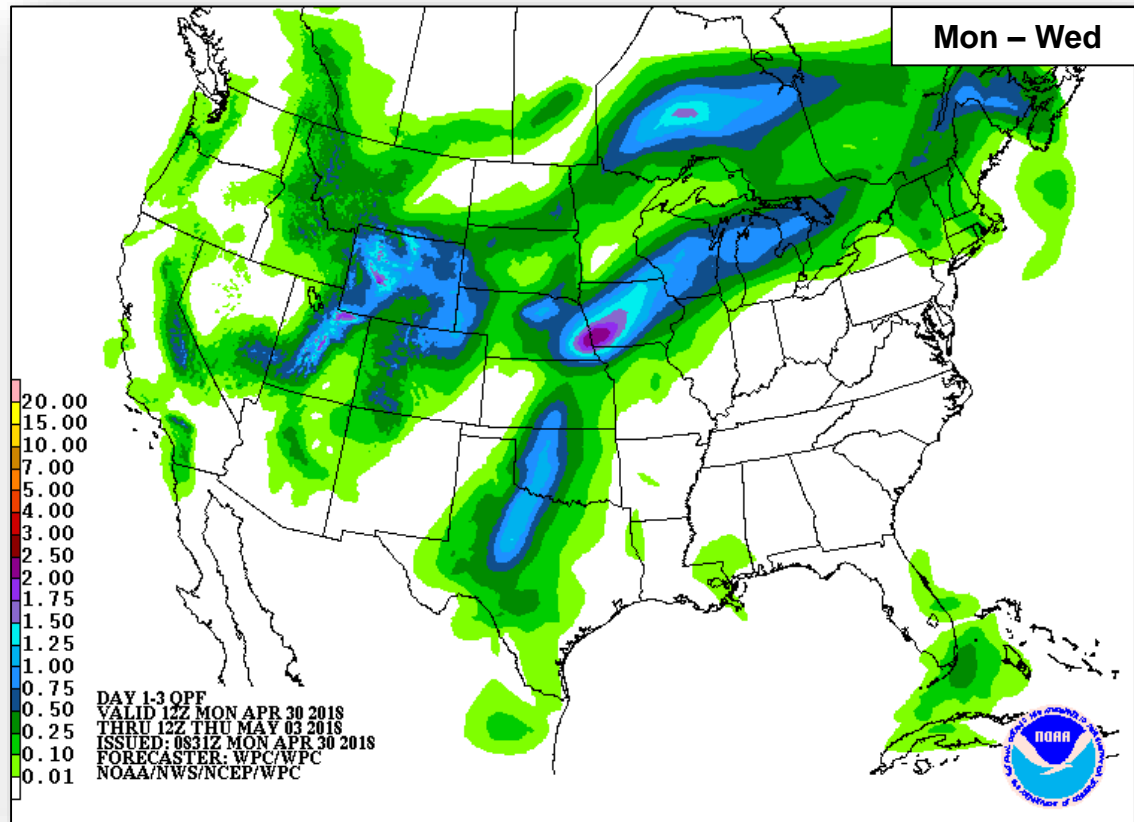 Mon – Wed
20.00
15.00
10.00
7.00
5.00
4.00
3.00
2.50
2.00
1.75
1.50
1.25
1.00
0.75
0.50
0.25
0.10
0.01
DAY 1-3 QPF
VALID 12Z MON APR 30 2018
THRU 12Z THU MAY 03 2018
ISSUED: 0831Z MON APR 30 2018
FORECASTER: WPC/WPC
NOAA/NWS/NCEP/WPC
NOAA